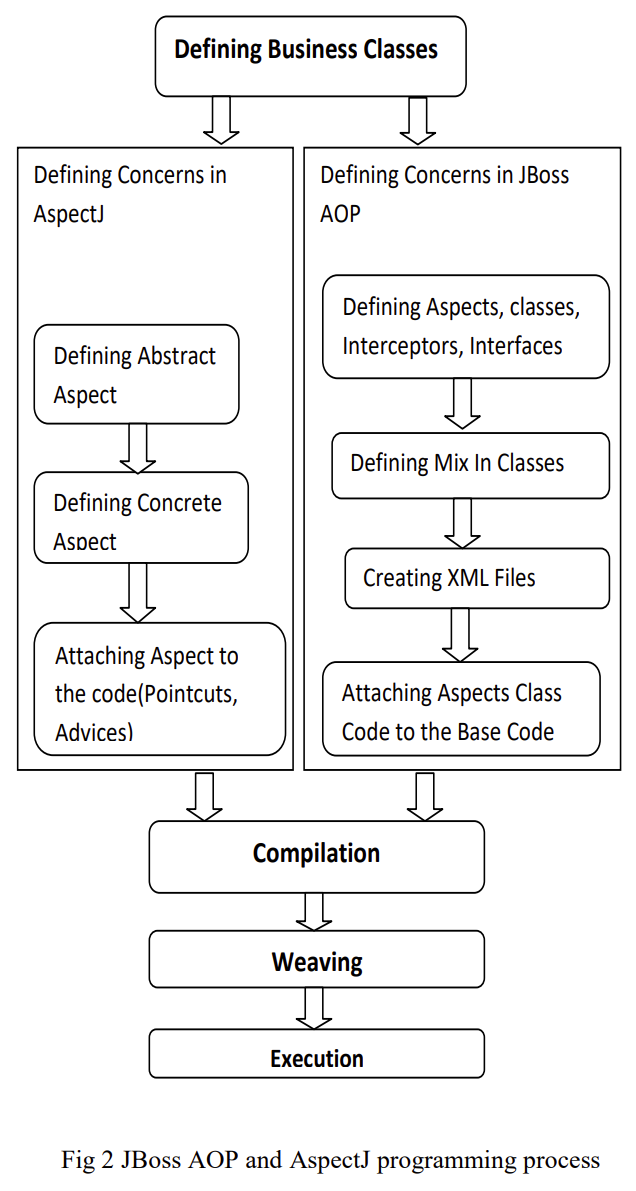 Defining Business Classes
Defining Concerns in
AspectJ
Defining Abstract
Aspect
Defining Concrete
Aspect
Attaching Aspect to
the code(Pointcuts,
Advices)
Defining Concerns in JBoss
AOP
Defining Aspects, classes,
Interceptors, Interfaces
Defining Mix In Classes
Creating XML Files
Attaching Aspects Class
Code to the Base Code
Compilation
Weaving
Execution
Fig 2 JBoss AOP and AspectJ programming process